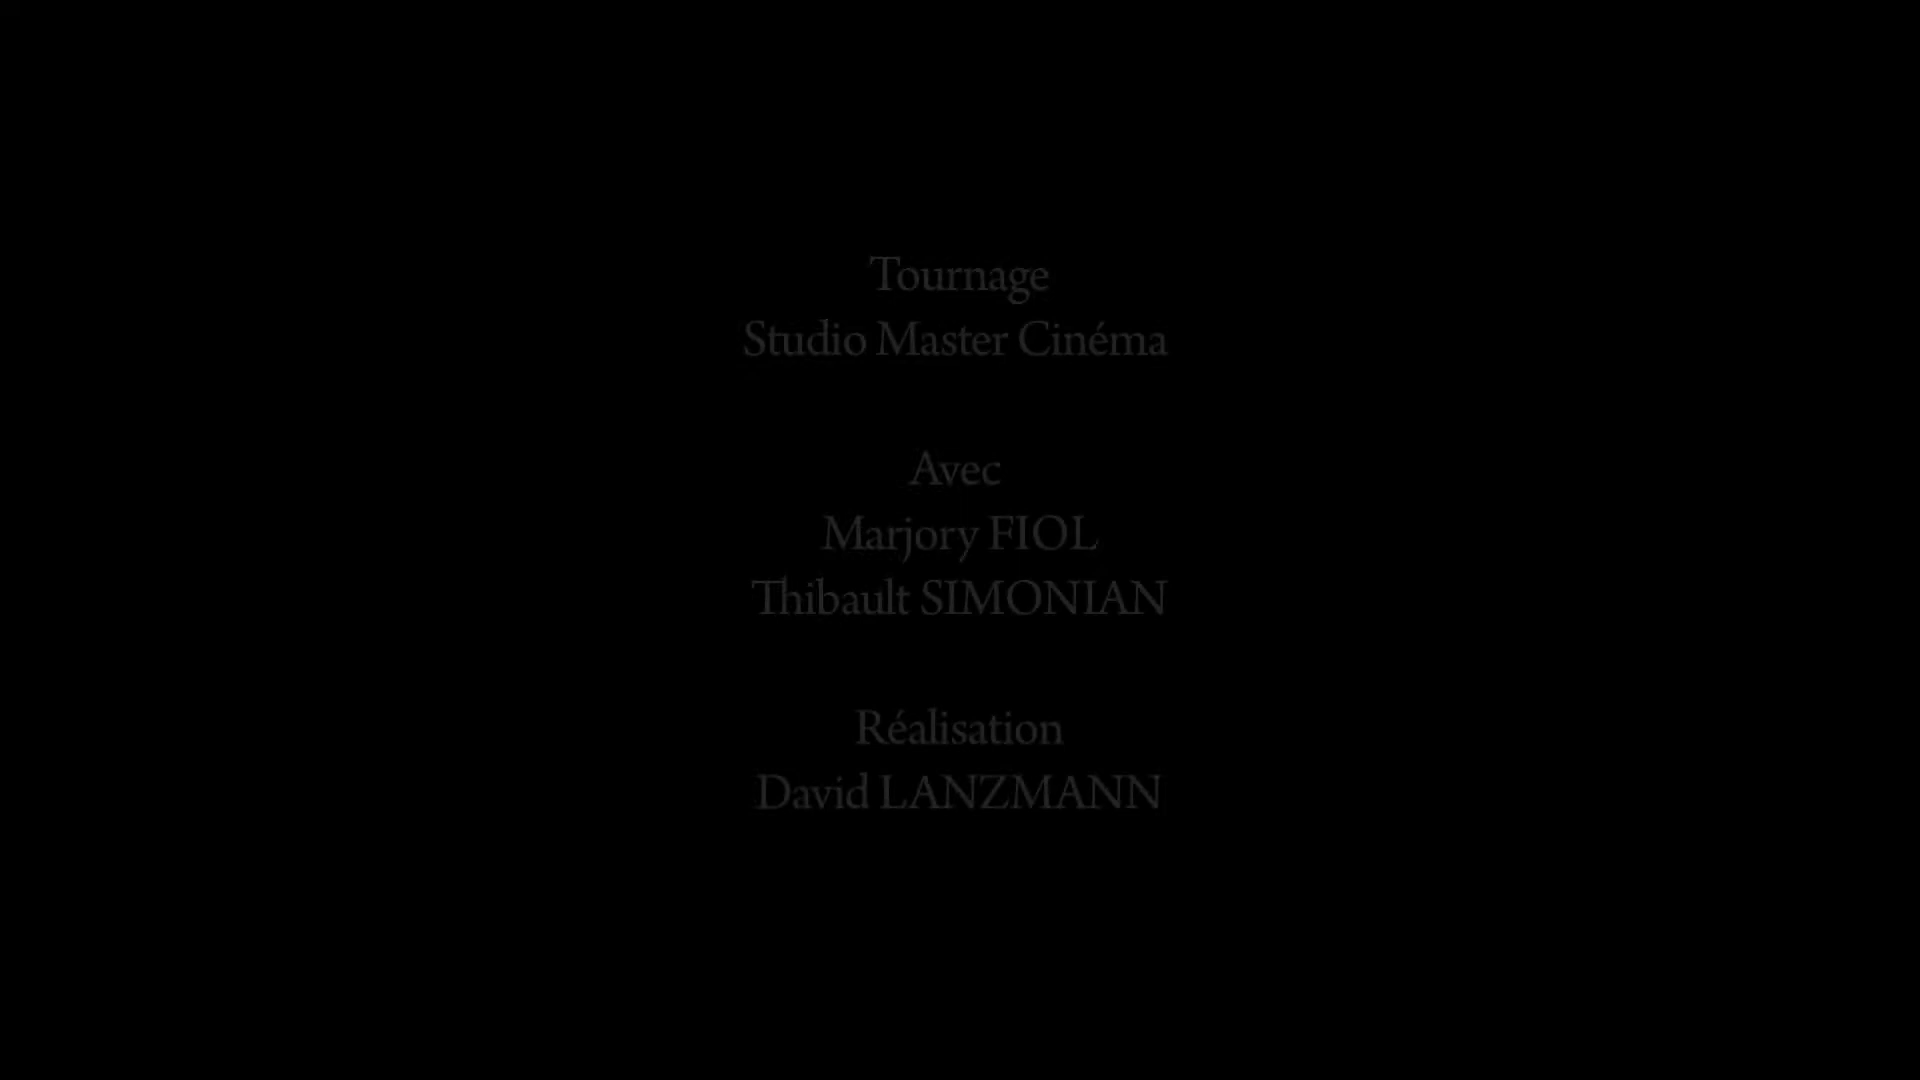 Tournage
Studio Master Cinéma
Avec
Marjory FIOL
Thibault SIMONIAN
Réalisation
David LANZMANN